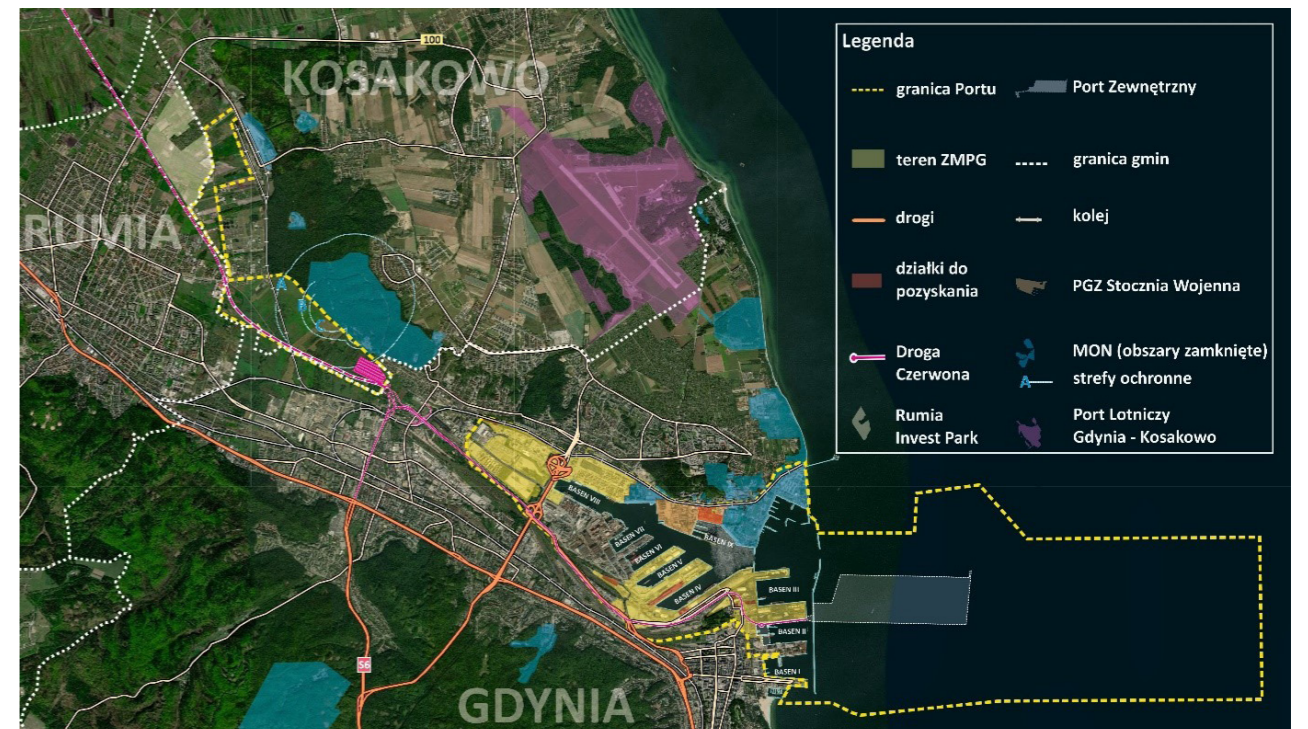 100
KOSAKOWO
RUMIA
A
B
C
BASEN VIII
BASEN VII
BASEN IX
BASEN VI
BASEN V
BASEN IV
BASEN III
BASEN II
BASEN I
S6
GDYNIA
Legenda
granica Portu
Port Zewnętrzny
teren ZMPG
granica gmin
drogi
kolej
działki do
pozyskania
PGZ Stocznia Wojenna
Droga
Czerwona
MON (obszary zamknięte)
A
strefy ochronne
Rumia
Invest Park
Port Lotniczy
Gdynia - Kosakowo